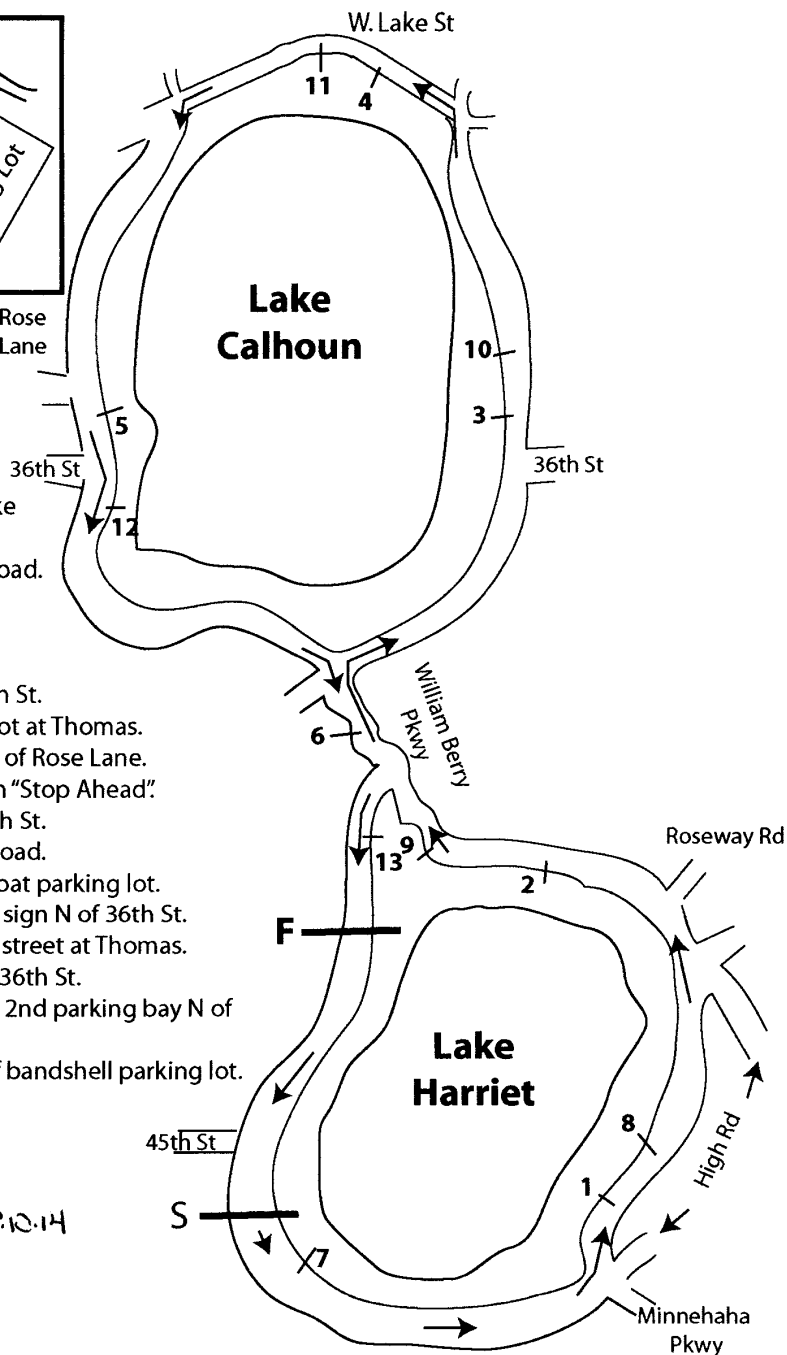 W. Lake St
11
4
Lot
Rose
Lane
Lake
Calhoun
10
3
5
36th St
36th St
12
oad.
William Berry
Pkwy
h St.
ot at Thomas.
of Rose Lane.
6
n “Stop Ahead”.
h St.
oad.
Roseway Rd
9
13
oat parking lot.
2
sign N of 36th St.
F
street at Thomas.
36th St.
2nd parking bay N of
Lake
Harriet
f bandshell parking lot.
High Rd
8
45th St
1
S
10.14
7
Minnehaha
Pkwy